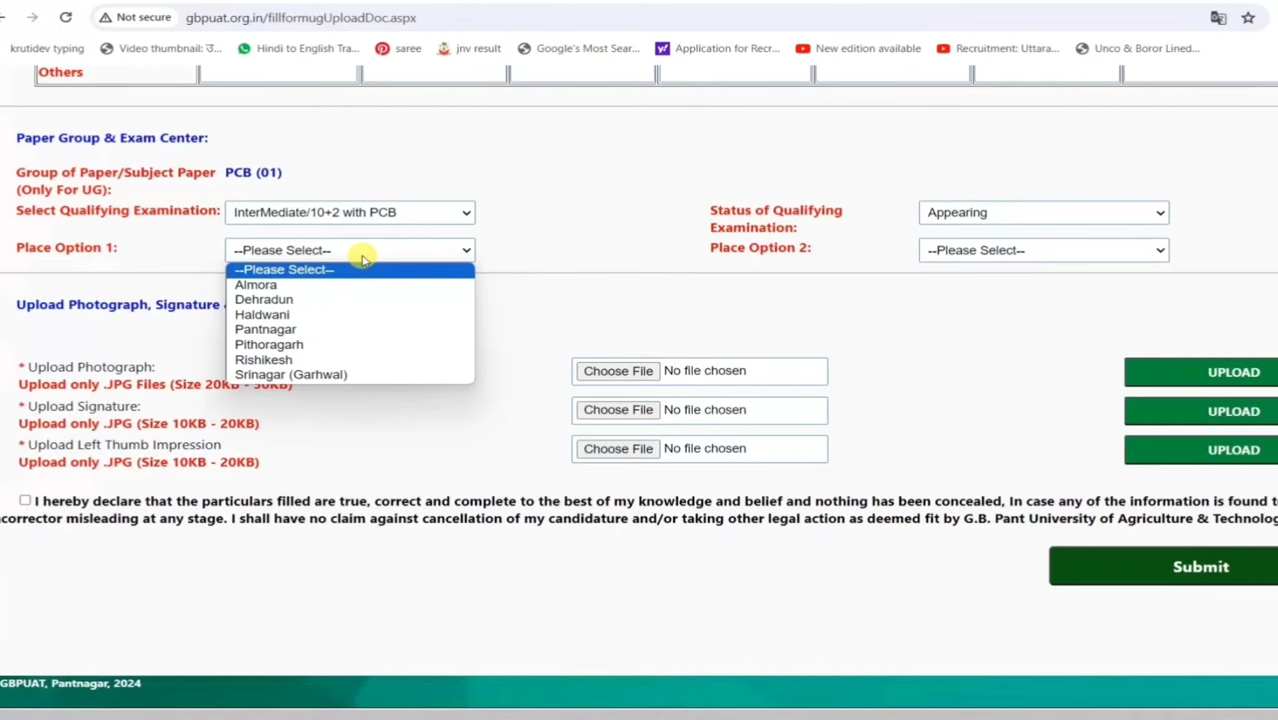 Not secure gbpuat.org.in/fillformugUploadDoc.aspx
krutidev typing Video thumbnail: उ... Hindi to English Tra... saree jnv result Google's Most Sear... Application for Recr... New edition available Recruitment: Uttara... Unco & Boror Lined...
Others
Paper Group & Exam Center:
Group of Paper/Subject Paper PCB (01)
(Only For UG):
Select Qualifying Examination: InterMediate/10+2 with PCB Status of Qualifying Appearing
Examination:
Place Option 1: --Please Select-- Place Option 2: --Please Select--
--Please Select--
Almora
Dehradun
Haldwani
Pantnagar
Pithoragarh
Rishikesh
Srinagar (Garhwal)
Upload Photograph, Signature
* Upload Photograph: Choose File No file chosen UPLOAD
Upload only .JPG Files (Size 20KB - 50KB)
* Upload Signature: Choose File No file chosen UPLOAD
Upload only .JPG (Size 10KB - 20KB)
* Upload Left Thumb Impression Choose File No file chosen UPLOAD
Upload only .JPG (Size 10KB - 20KB)
I hereby declare that the particulars filled are true, correct and complete to the best of my knowledge and belief and nothing has been concealed, In case any of the information is found t
corrector misleading at any stage. I shall have no claim against cancellation of my candidature and/or taking other legal action as deemed fit by G.B. Pant University of Agriculture & Technolog
Submit
GBPUAT, Pantnagar, 2024